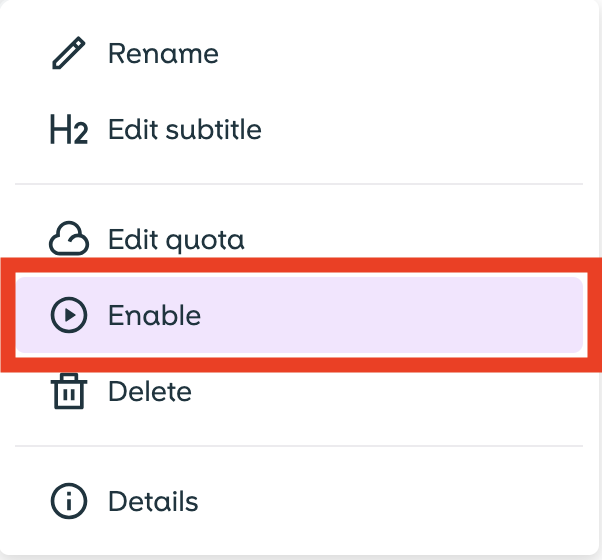 Rename
H2 Edit subtitle
Edit quota
Enable
Delete
Details